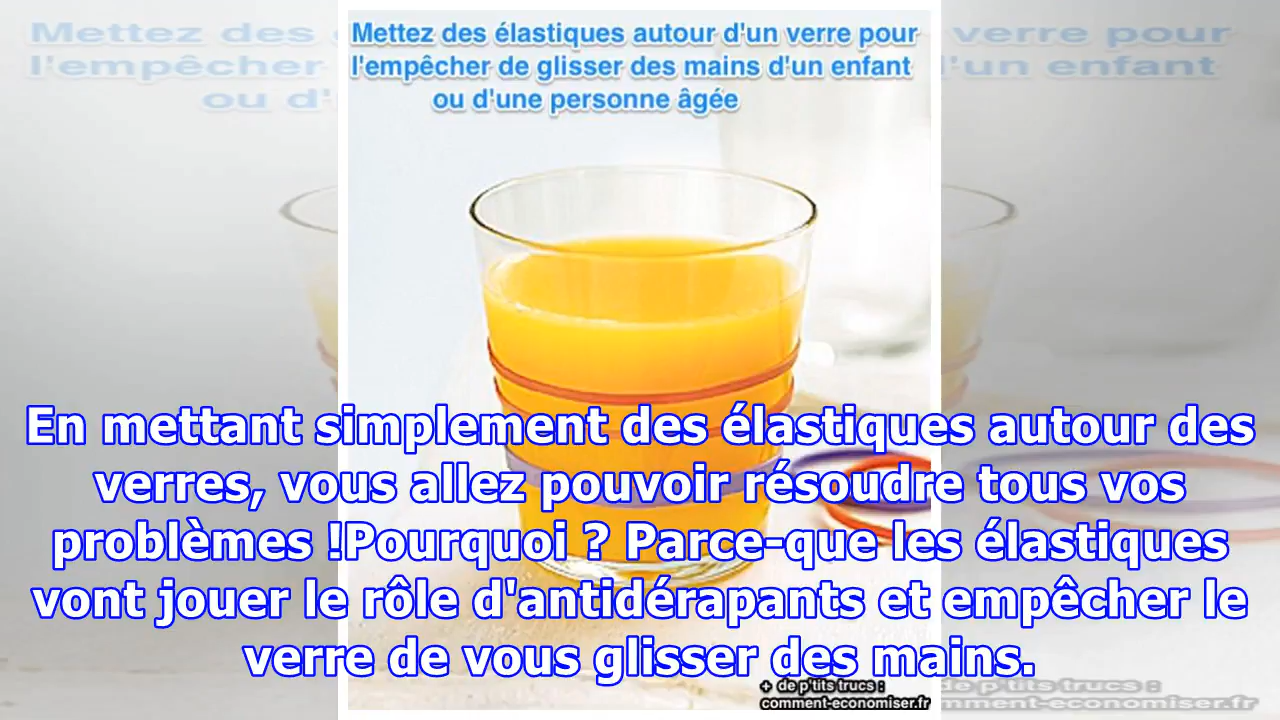 Mettez des élastiques autour d'un verre pour
l'empêcher de glisser des mains d'un enfant
ou d'une personne âgée
En mettant simplement des élastiques autour des
verres, vous allez pouvoir résoudre tous vos
problèmes !Pourquoi ? Parce-que les élastiques
vont jouer le rôle d'antidérapants et empêcher le
verre de vous glisser des mains.
+ de p'tits trucs :
comment-economiser.fr